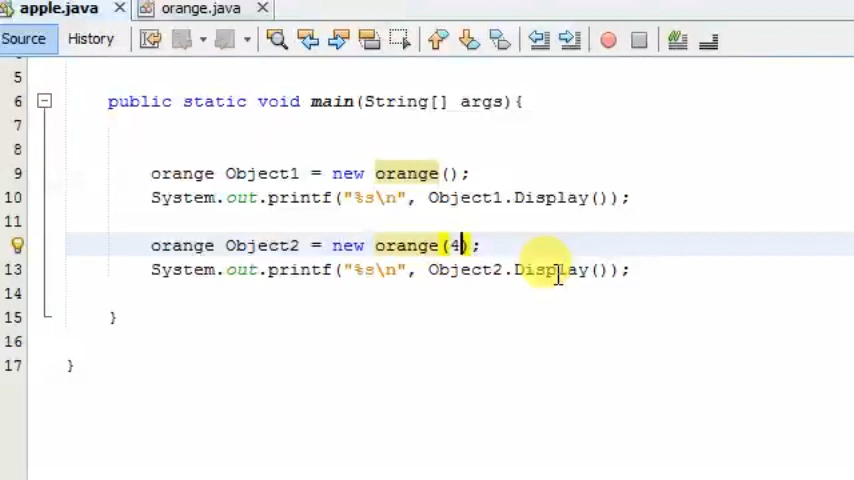 apple.java orange.java
Source History
5
6 public static void main(String[] args){
7
8
9 orange Object1 = new orange();
10 System.out.printf("%s\n", Object1.Display());
11
orange Object2 = new orange(4);
13 System.out.printf("%s\n", Object2.Display());
14
15 }
16
17 }